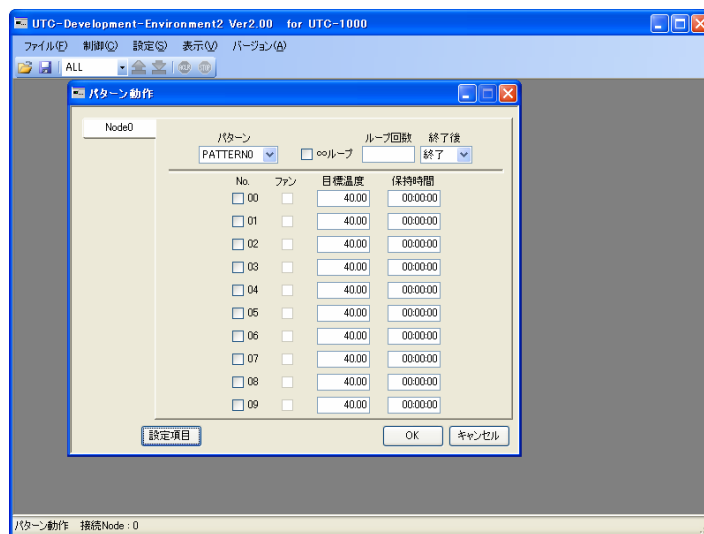 UTC-Development-Environment2 Ver2.00 for UTC-1000
ファイル(F) 制御(C) 設定(S) 表示(V) バージョン(A)
ALL
パターン動作
Node0
パターン ループ回数 終了後
PATTERN0 ∞ループ 終了
No. ファン 目標温度 保持時間
00 40.00 00:00:00
01 40.00 00:00:00
02 40.00 00:00:00
03 40.00 00:00:00
04 40.00 00:00:00
05 40.00 00:00:00
06 40.00 00:00:00
07 40.00 00:00:00
08 40.00 00:00:00
09 40.00 00:00:00
設定項目 OK キャンセル
パターン動作 接続Node : 0